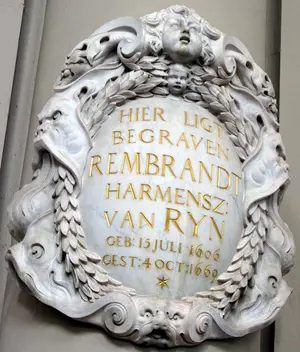 HIER LIGT
BEGRAVEN
REMBRANDT
HARMENSZ:
VAN RYN
GEB: 15 JULI 1606
GEST: 4 OCT: 1669